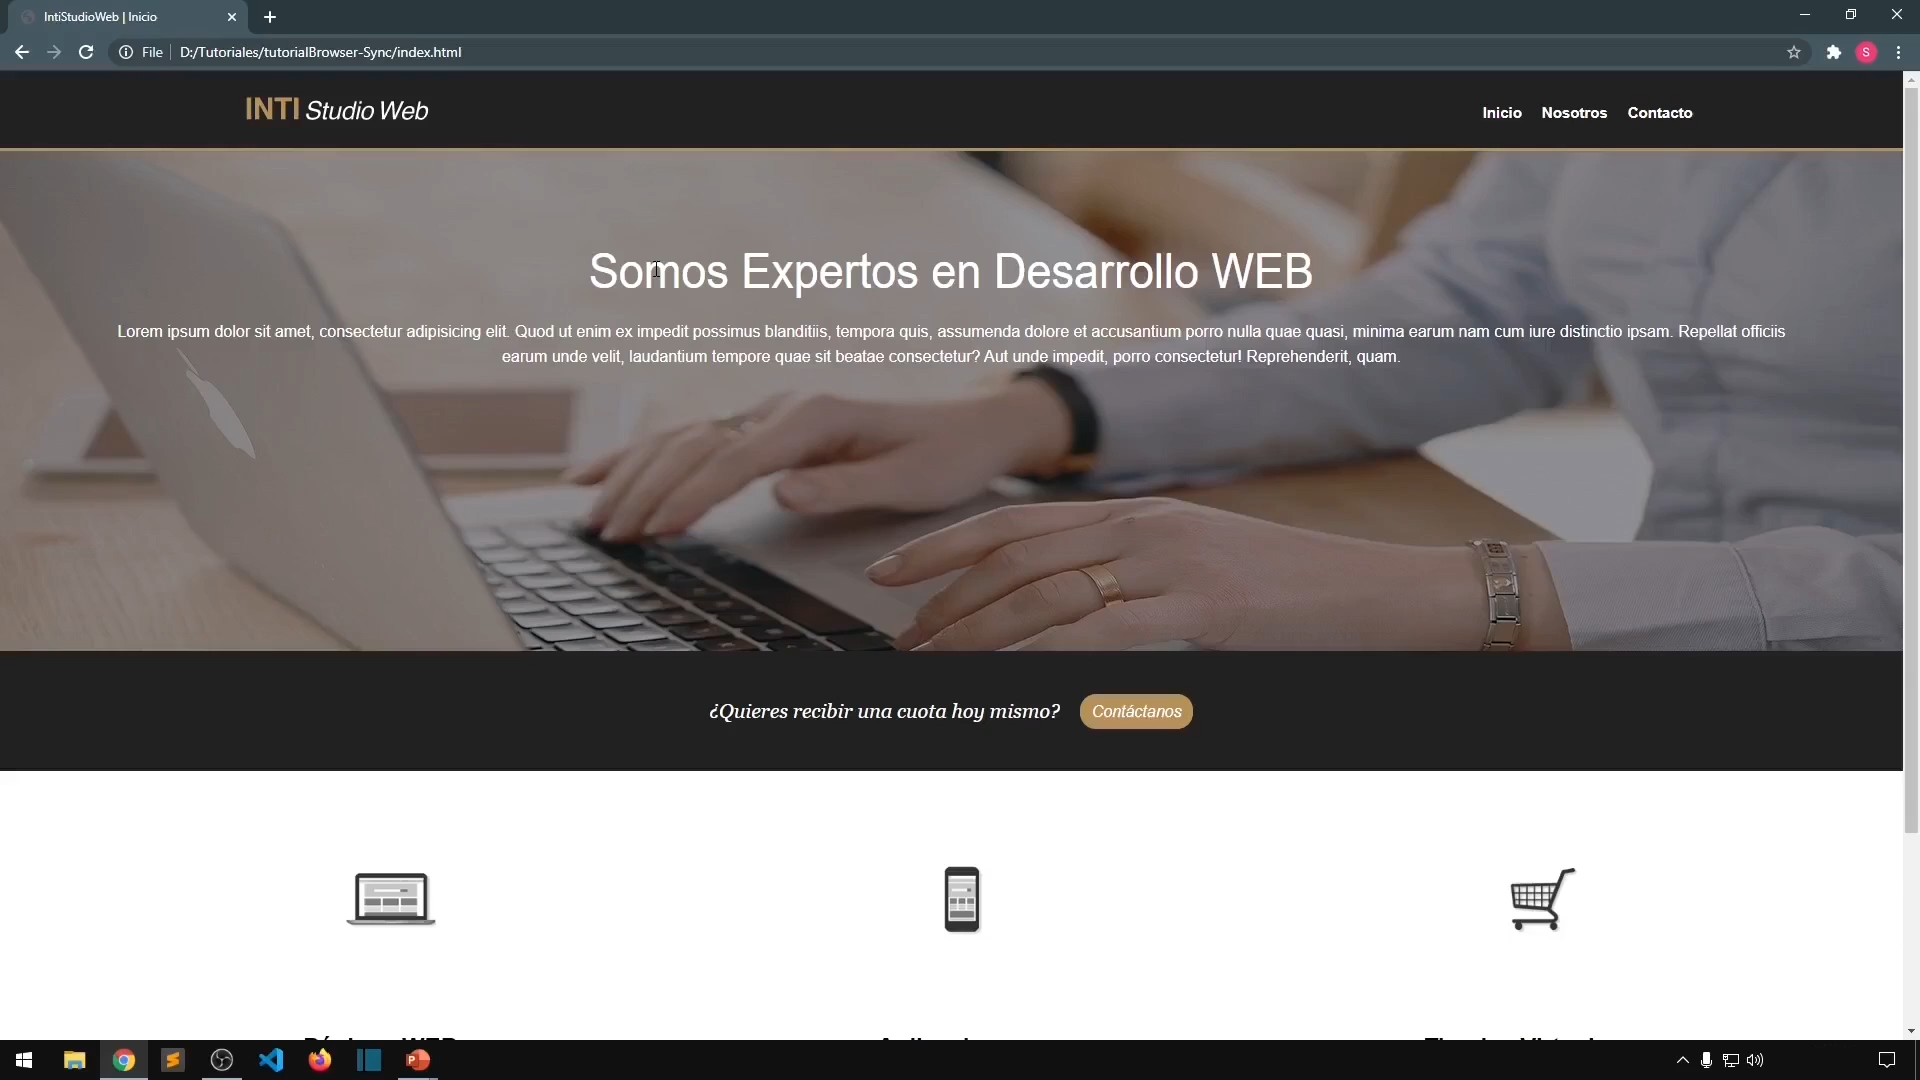 IntiStudioWeb | Inicio
File D:/Tutoriales/tutorialBrowser-Sync/index.html
S
INTI Studio Web
Inicio Nosotros Contacto
Somos Expertos en Desarrollo WEB
Lorem ipsum dolor sit amet, consectetur adipisicing elit. Quod ut enim ex impedit possimus blanditiis, tempora quis, assumenda dolore et accusantium porro nulla quae quasi, minima earum nam cum iure distinctio ipsam. Repellat officiis
earum unde velit, laudantium tempore quae sit beatae consectetur? Aut unde impedit, porro consectetur! Reprehenderit, quam.
¿Quieres recibir una cuota hoy mismo? Contáctanos